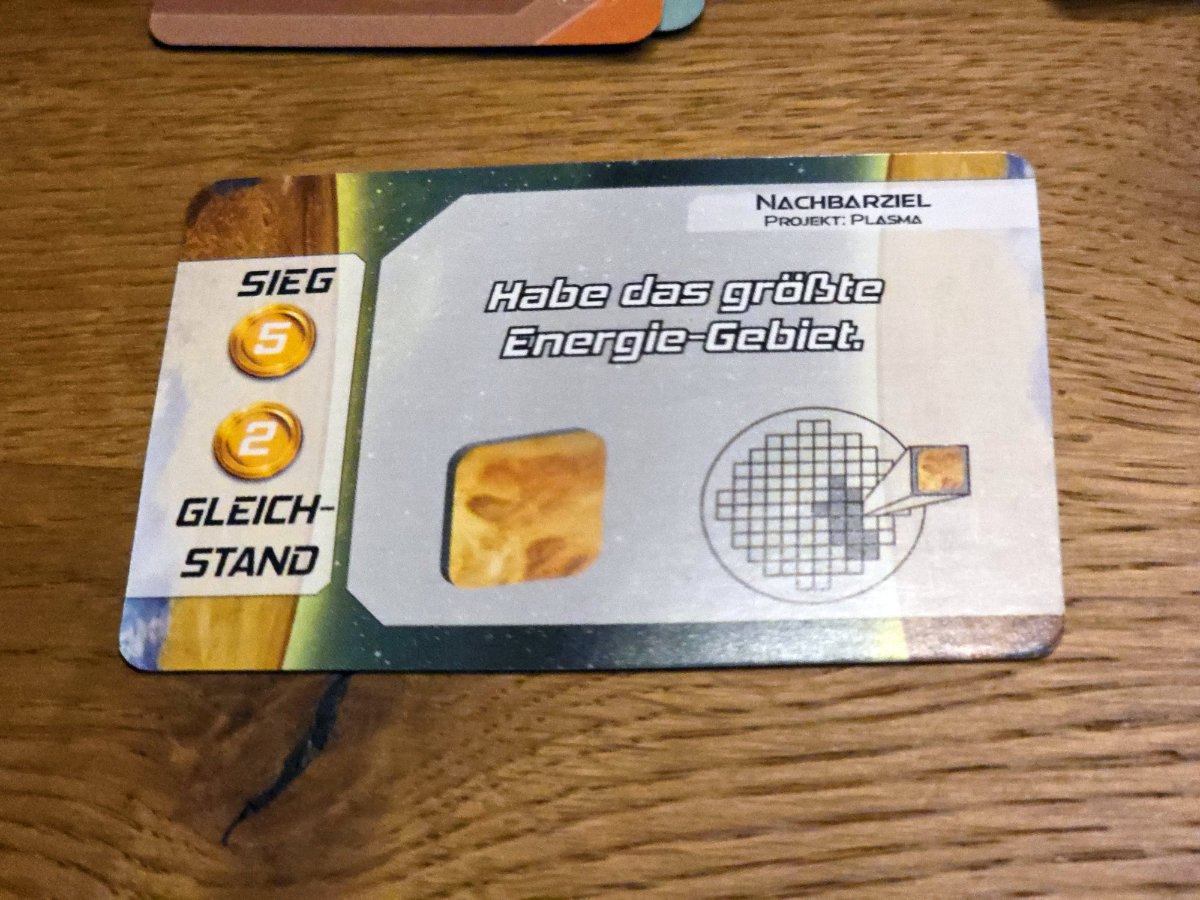 NACHBARZIEL
PROJEKT: PLASMA
SIEG
5
2
GLEICH-
STAND
Habe das größte
Energie-Gebiet.